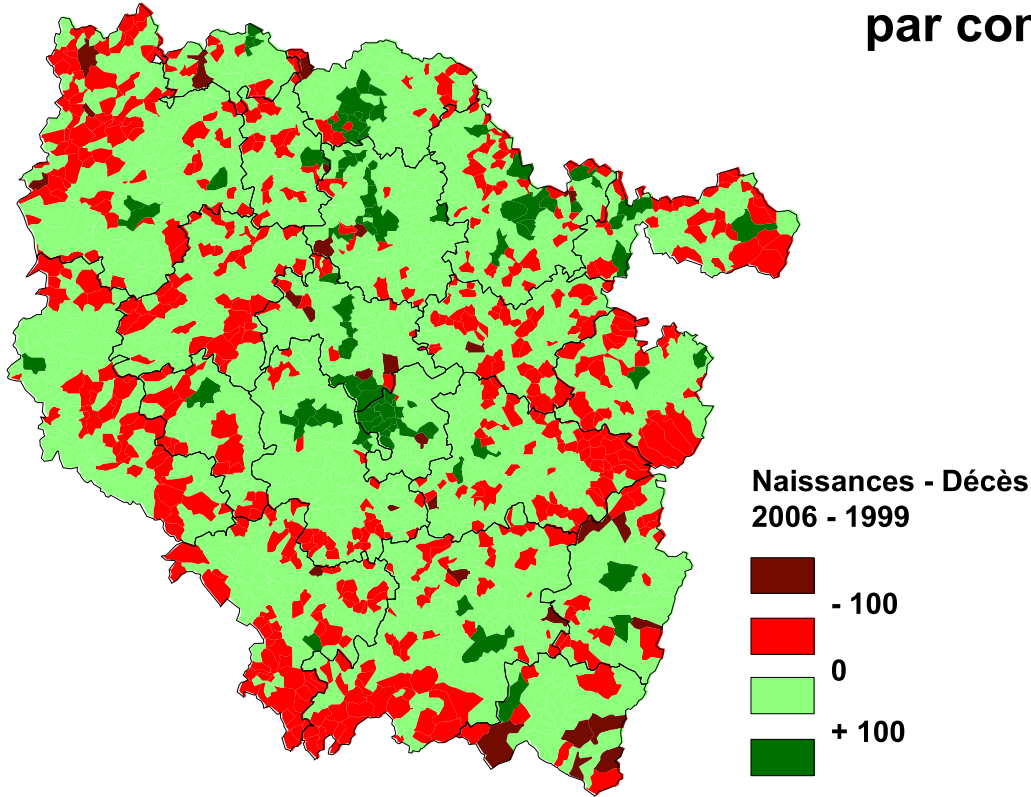 par cor
Naissances - Décès
2006 - 1999
- 100
0
+ 100